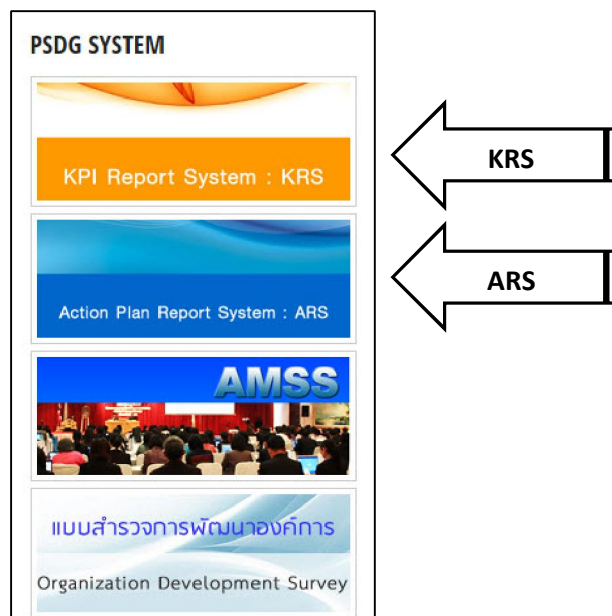 PSDG SYSTEM
KPI Report System : KRS
KRS
Action Plan Report System : ARS
ARS
AMSS
แบบสำรวจการพัฒนาองค์การ
Organization Development Survey